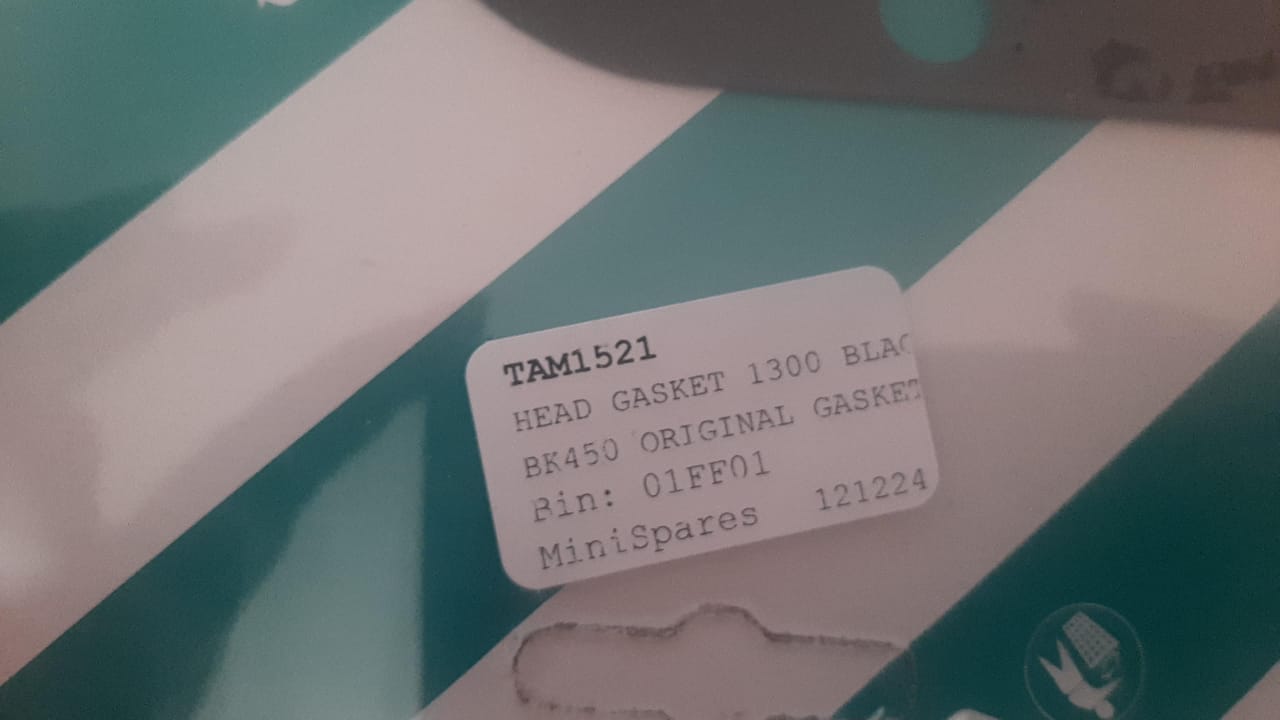 TAM1521
HEAD GASKET 1300 BLAC
BK450 ORIGINAL GASKET
Bin: 01FF01
MiniSpares 121224